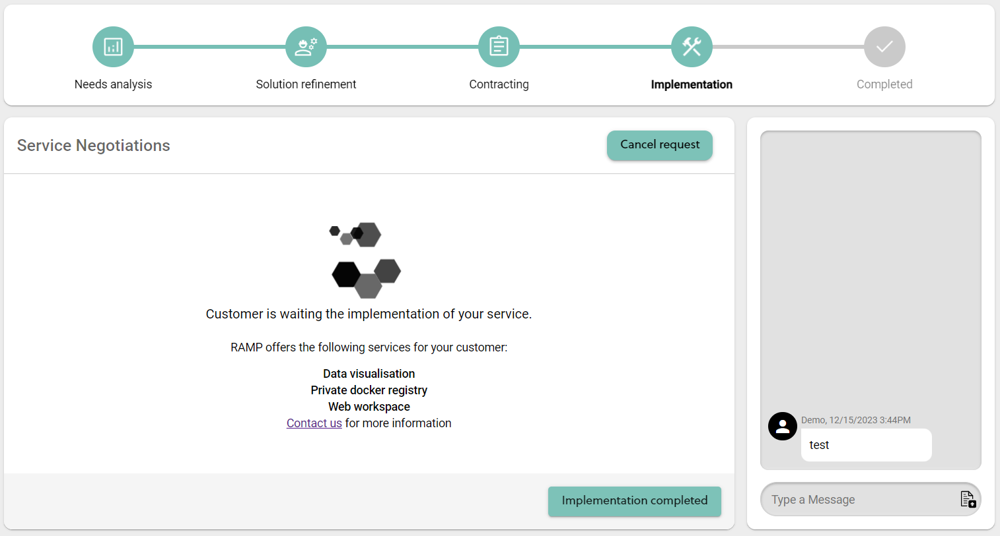 Needs analysis
Solution refinement
Contracting
Implementation
Completed
Service Negotiations
Cancel request
Customer is waiting the implementation of your service.
RAMP offers the following services for your customer:
Data visualisation
Private docker registry
Web workspace
Contact us for more information
Implementation completed
Demo, 12/15/2023 3:44PM
test
Type a Message